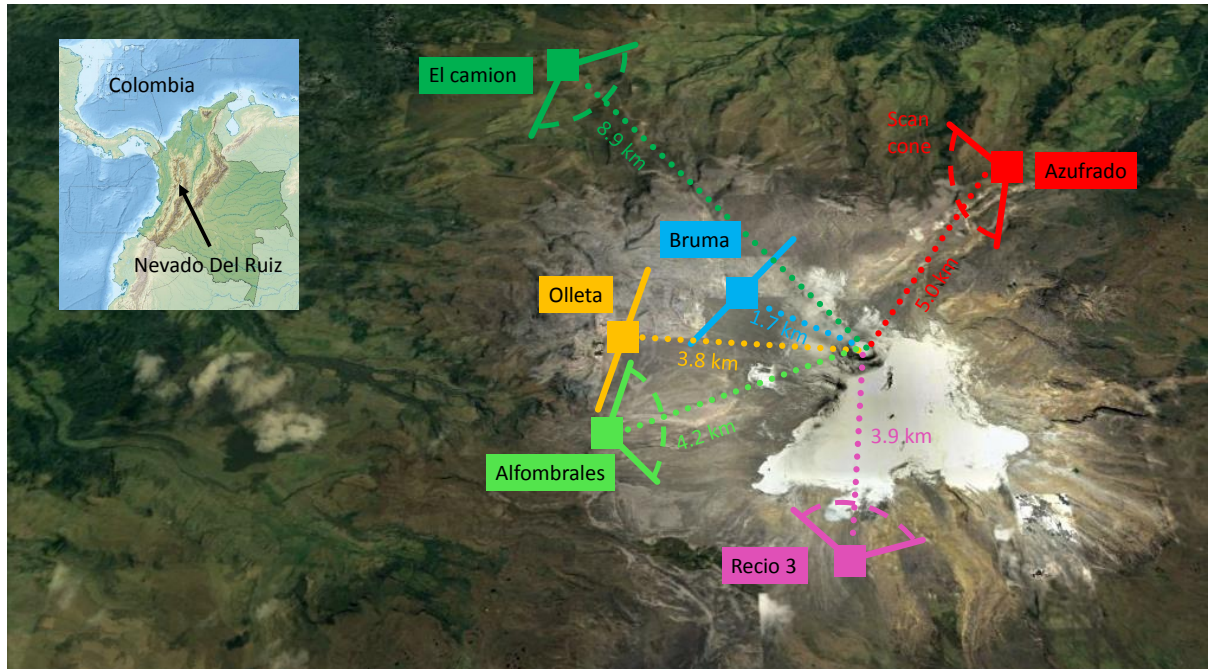 Colombia
Nevado Del Ruiz
El camion
8.9 km
Scan
cone
Azufrado
5.0 km
Bruma
1.7 km
Olleta
3.8 km
4.2 km
Alfombrales
3.9 km
Recio 3